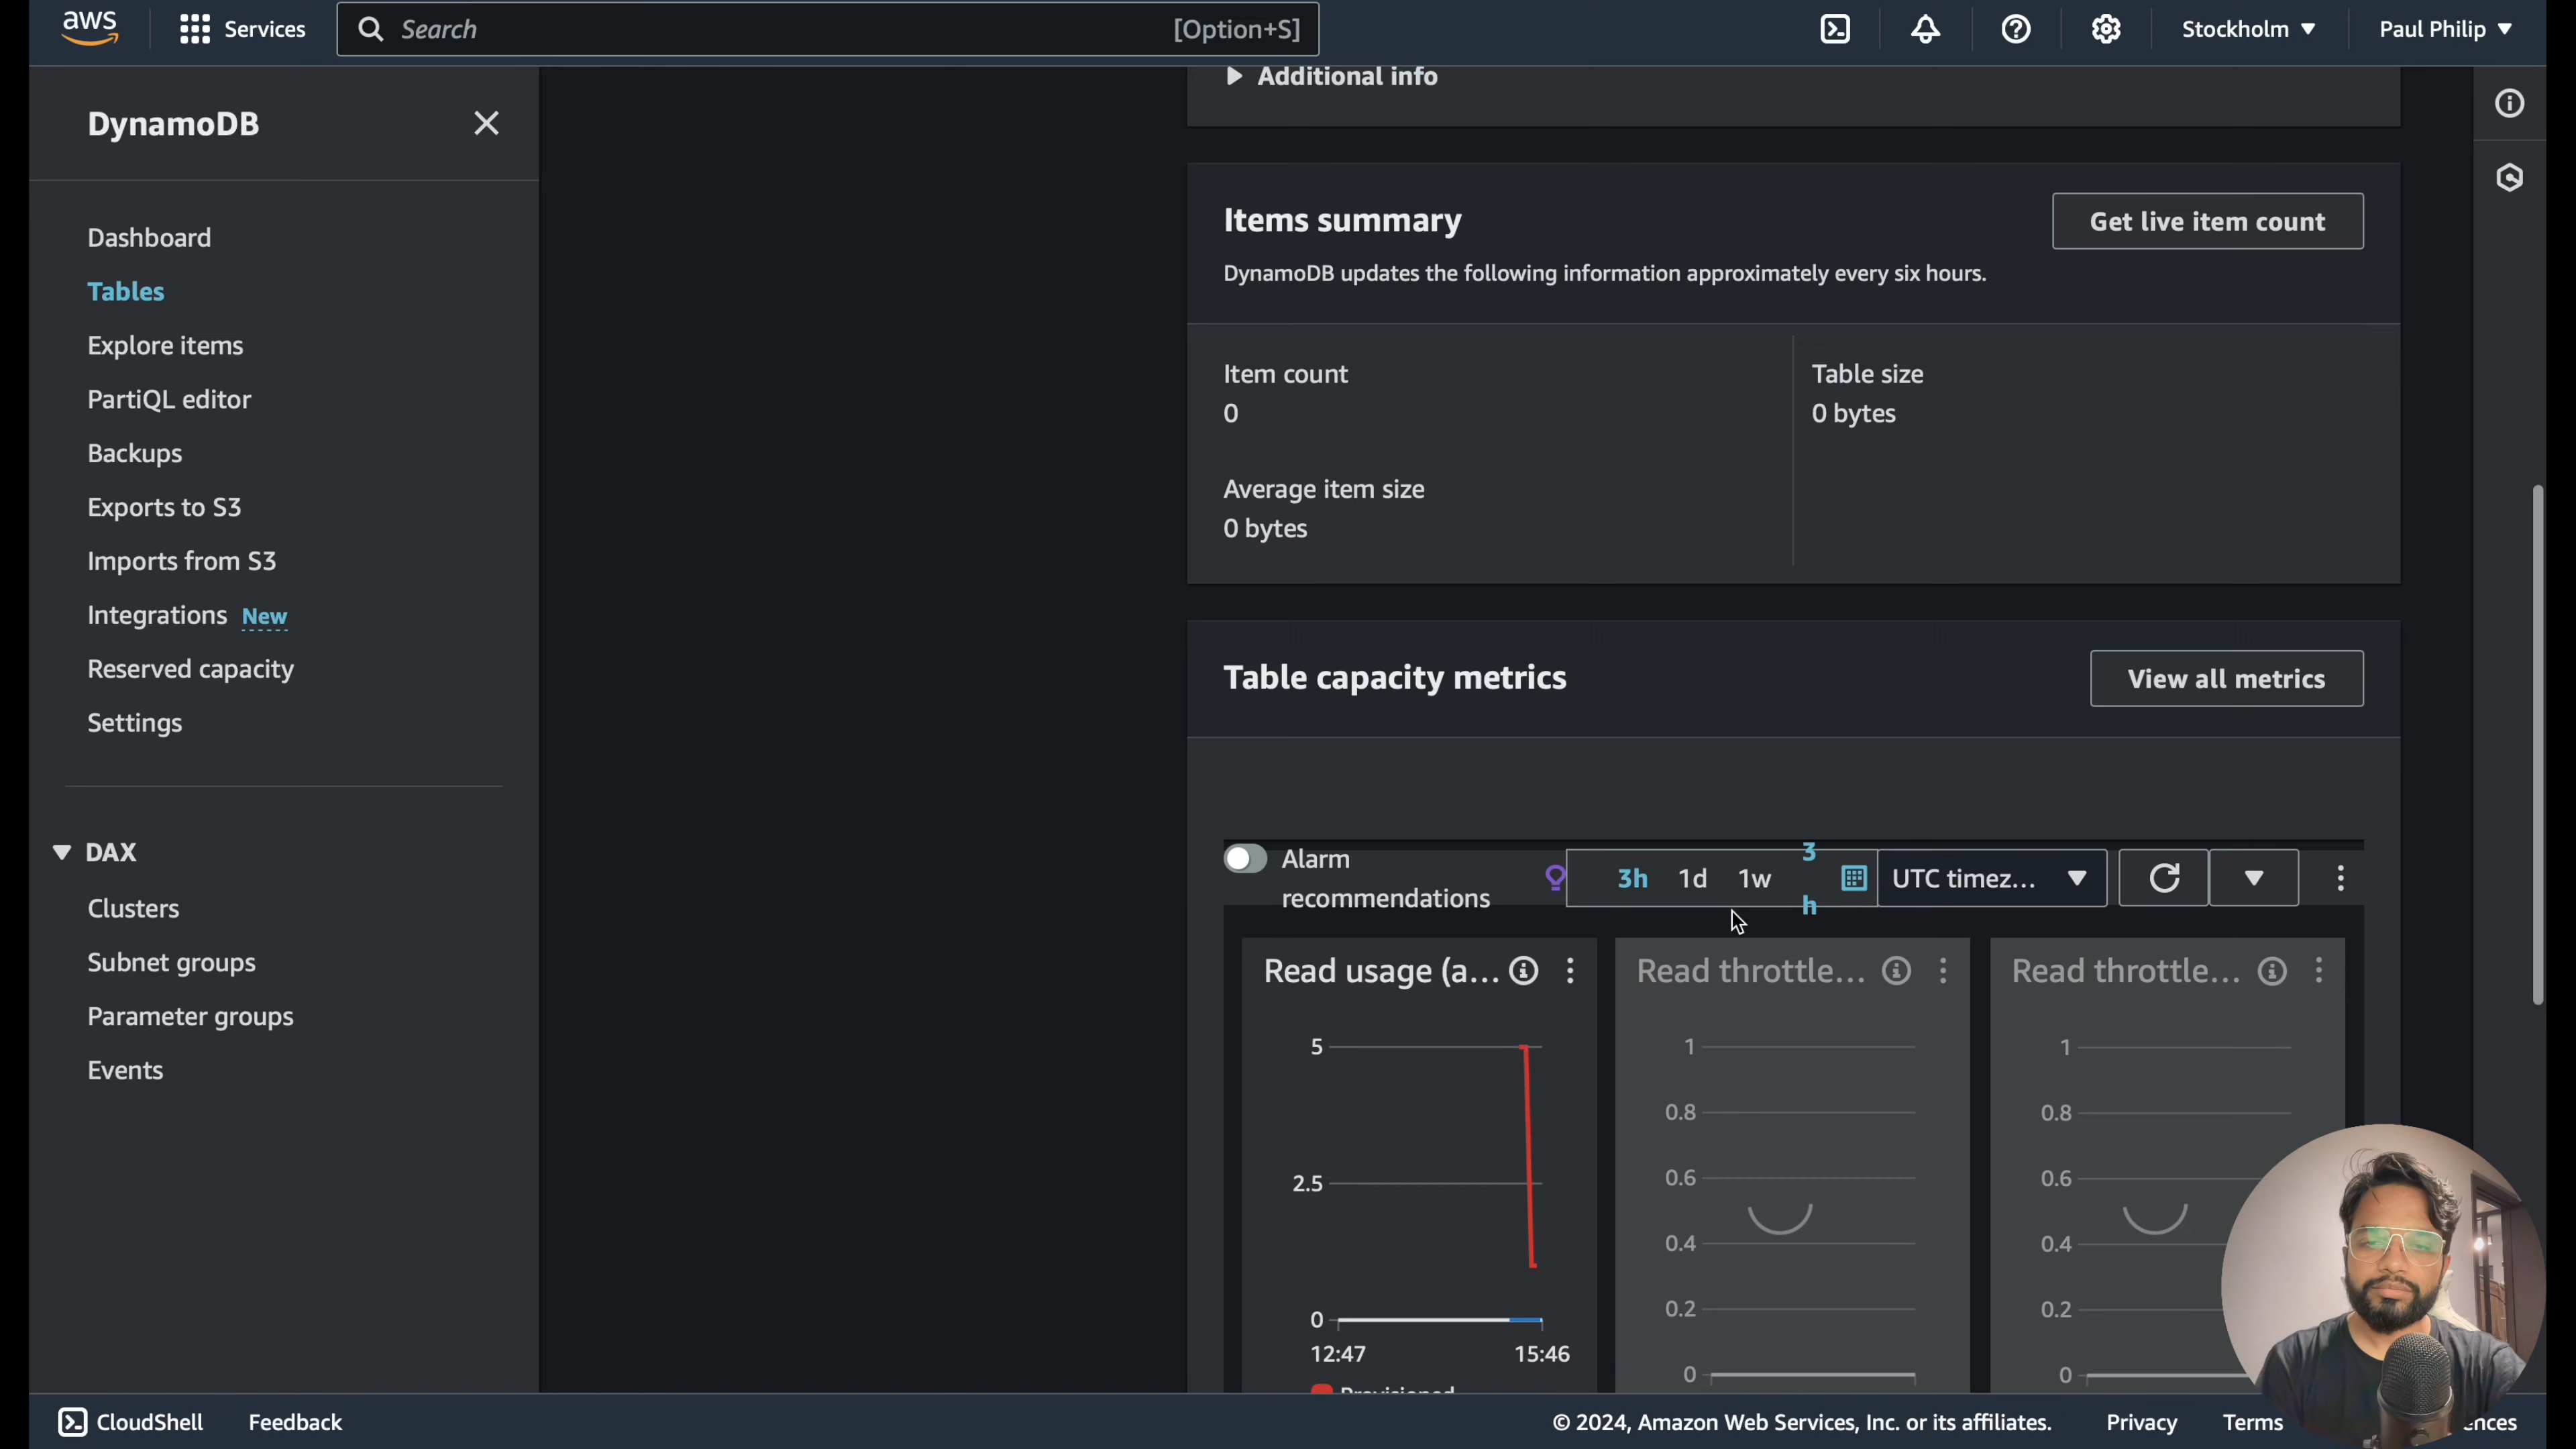 aws
Services
Search
[Option+S]
Stockholm
Paul Philip
DynamoDB
Dashboard
Tables
Explore items
PartiQL editor
Backups
Exports to S3
Imports from S3
Integrations New
Reserved capacity
Settings
DAX
Clusters
Subnet groups
Parameter groups
Events
Additional info
Items summary
Get live item count
DynamoDB updates the following information approximately every six hours.
Item count
0
Table size
0 bytes
Average item size
0 bytes
Table capacity metrics
View all metrics
Alarm
recommendations
3h
1d
1w
3
h
UTC timez...
Read usage (a...
5
2.5
0
12:47
15:46
Provisioned
Read throttle...
1
0.8
0.6
0.4
0.2
0
Read throttle...
1
0.8
0.6
0.4
0.2
0
CloudShell
Feedback
© 2024, Amazon Web Services, Inc. or its affiliates.
Privacy
Terms